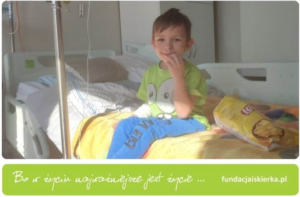 Bo w życiu najważniejsze jest życie ...
fundacjaiskierka.pl